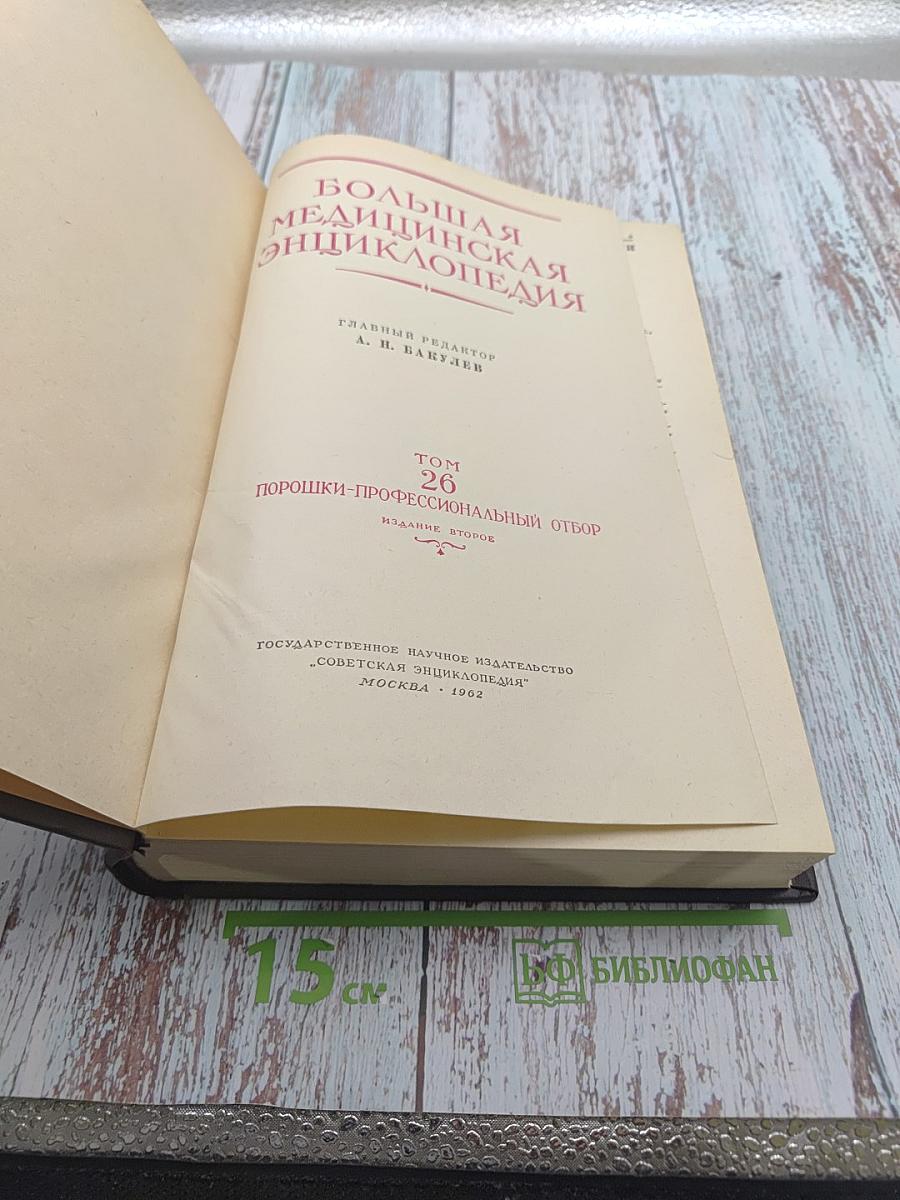 БОЛЬШАЯ
МЕДИЦИНСКАЯ
ЭНЦИКЛОПЕДИЯ
ГЛАВНЫЙ РЕДАКТОР
А. Н. БАКУЛЕВ
ТОМ
26
ПОРОШКИ-ПРОФЕССИОНАЛЬНЫЙ ОТБОР
ИЗДАНИЕ ВТОРОЕ
ГОСУДАРСТВЕННОЕ НАУЧНОЕ ИЗДАТЕЛЬСТВО
„СОВЕТСКАЯ ЭНЦИКЛОПЕДИЯ"
МОСКВА · 1962
15 см
БФ БИБЛИОФАН